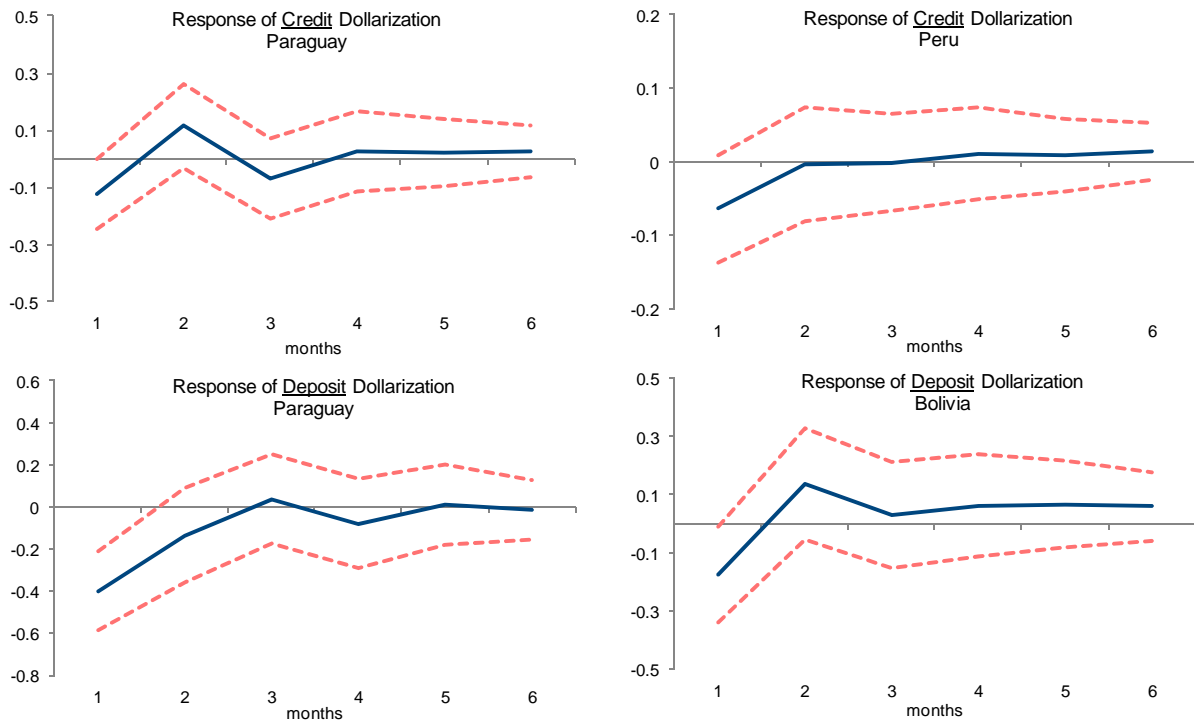 Response of Credit Dollarization
Paraguay
0.5
0.3
0.1
-0.1
-0.3
-0.5
1 2 3 4 5 6
months
Response of Credit Dollarization
Peru
0.2
0.1
0
-0.1
-0.2
1 2 3 4 5 6
months
Response of Deposit Dollarization
Paraguay
0.6
0.4
0.2
0
-0.2
-0.4
-0.6
-0.8
1 2 3 4 5 6
months
Response of Deposit Dollarization
Bolivia
0.5
0.3
0.1
-0.1
-0.3
-0.5
1 2 3 4 5 6
months